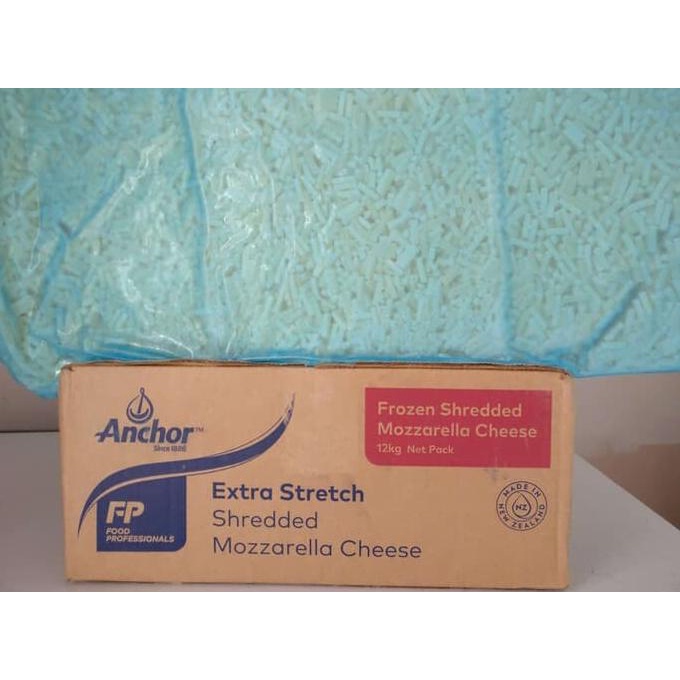 Anchor™
Since 1886
FP
FOOD
PROFESSIONALS
Extra Stretch
Shredded
Mozzarella Cheese
Frozen Shredded
Mozzarella Cheese
12kg Net Pack
MADE IN
NZ
NEW ZEALAND